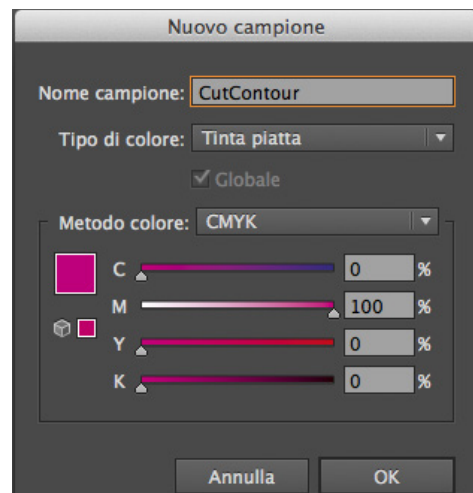 Nuovo campione
Nome campione: CutContour
Tipo di colore: Tinta piatta
Globale
Metodo colore: CMYK
C 0 %
M 100 %
Y 0 %
K 0 %
Annulla OK